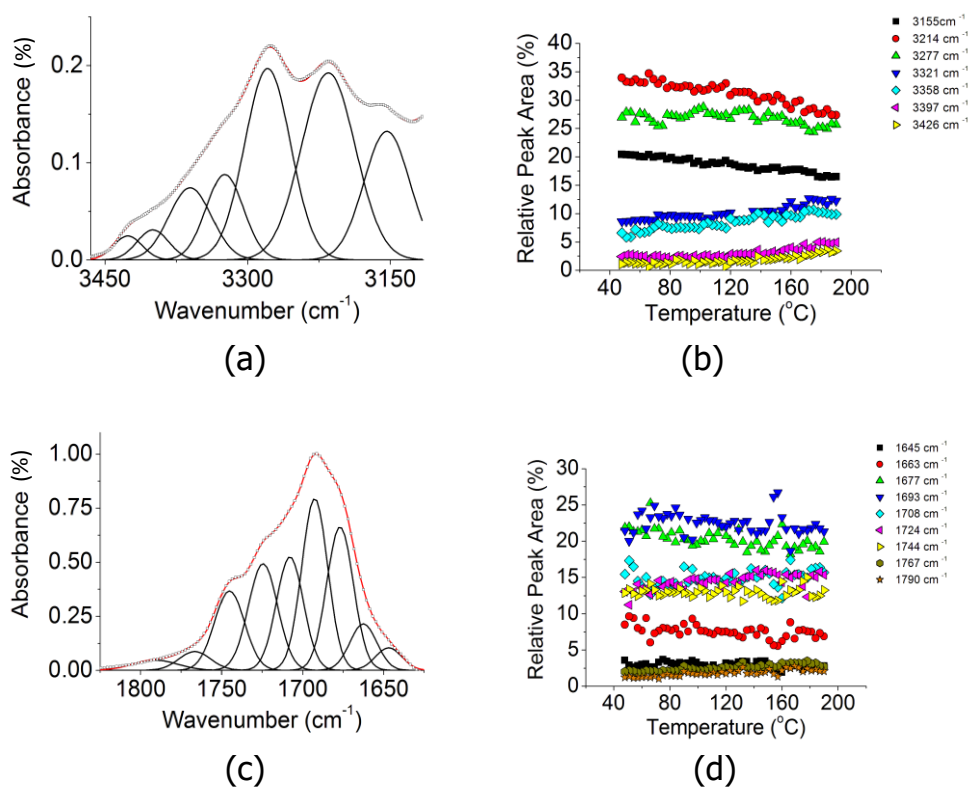 Absorbance (%)
0.2
0.1
0.0
3450
3300
3150
Wavenumber (cm-1)
(a)
Relative Peak Area (%)
40
35
30
25
20
15
10
5
0
40
80
120
160
200
Temperature (oC)
3155cm -1
3214 cm -1
3277 cm -1
3321 cm -1
3358 cm -1
3397 cm -1
3426 cm -1
(b)
Absorbance (%)
1.00
0.75
0.50
0.25
0.00
1800
1750
1700
1650
Wavenumber (cm-1)
(c)
Relative Peak Area (%)
30
25
20
15
10
5
0
40
80
120
160
200
Temperature (oC)
1645 cm -1
1663 cm -1
1677 cm -1
1693 cm -1
1708 cm -1
1724 cm -1
1744 cm -1
1767 cm -1
1790 cm -1
(d)